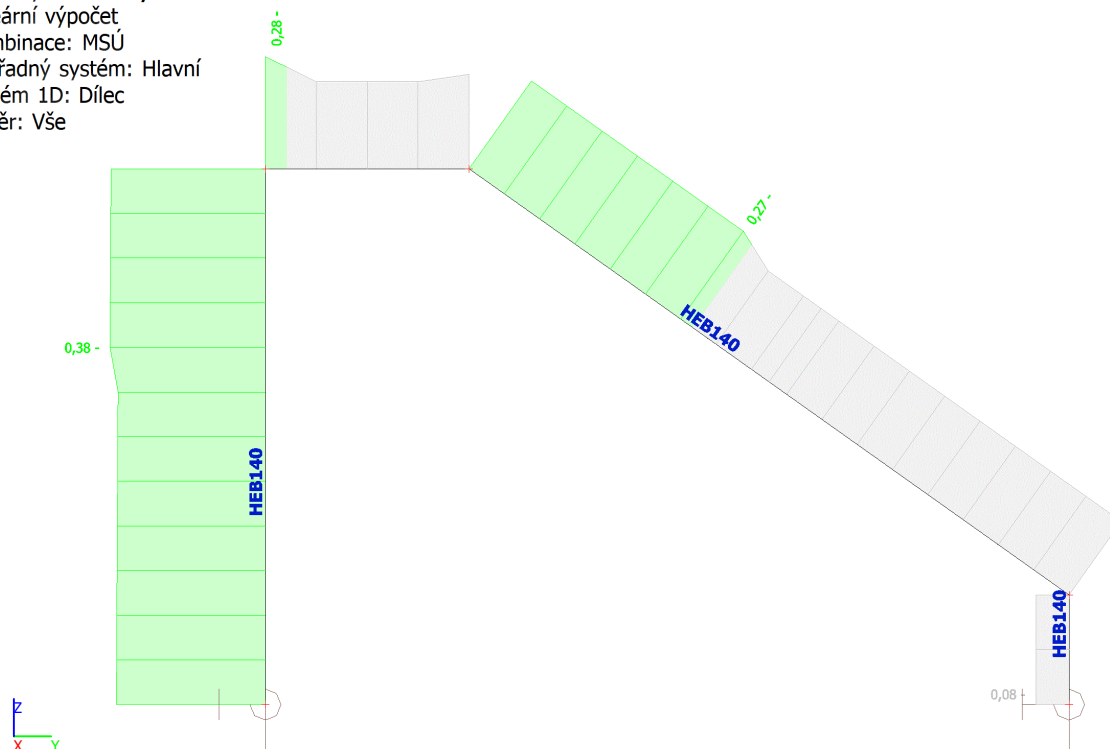 eární výpočet
mbinace: MSÚ
řadný systém: Hlavní
ém 1D: Dílec
ěr: Vše
0,28
0,27
0,38
HEB140
HEB140
HEB140
0,08
Z
X Y